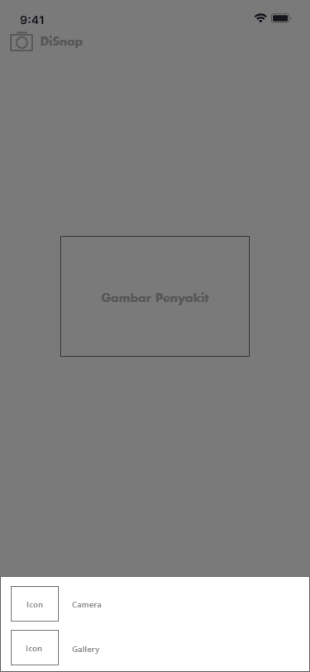 9:41
DiSnap
Gambar Penyakit
Icon
Camera
Icon
Gallery